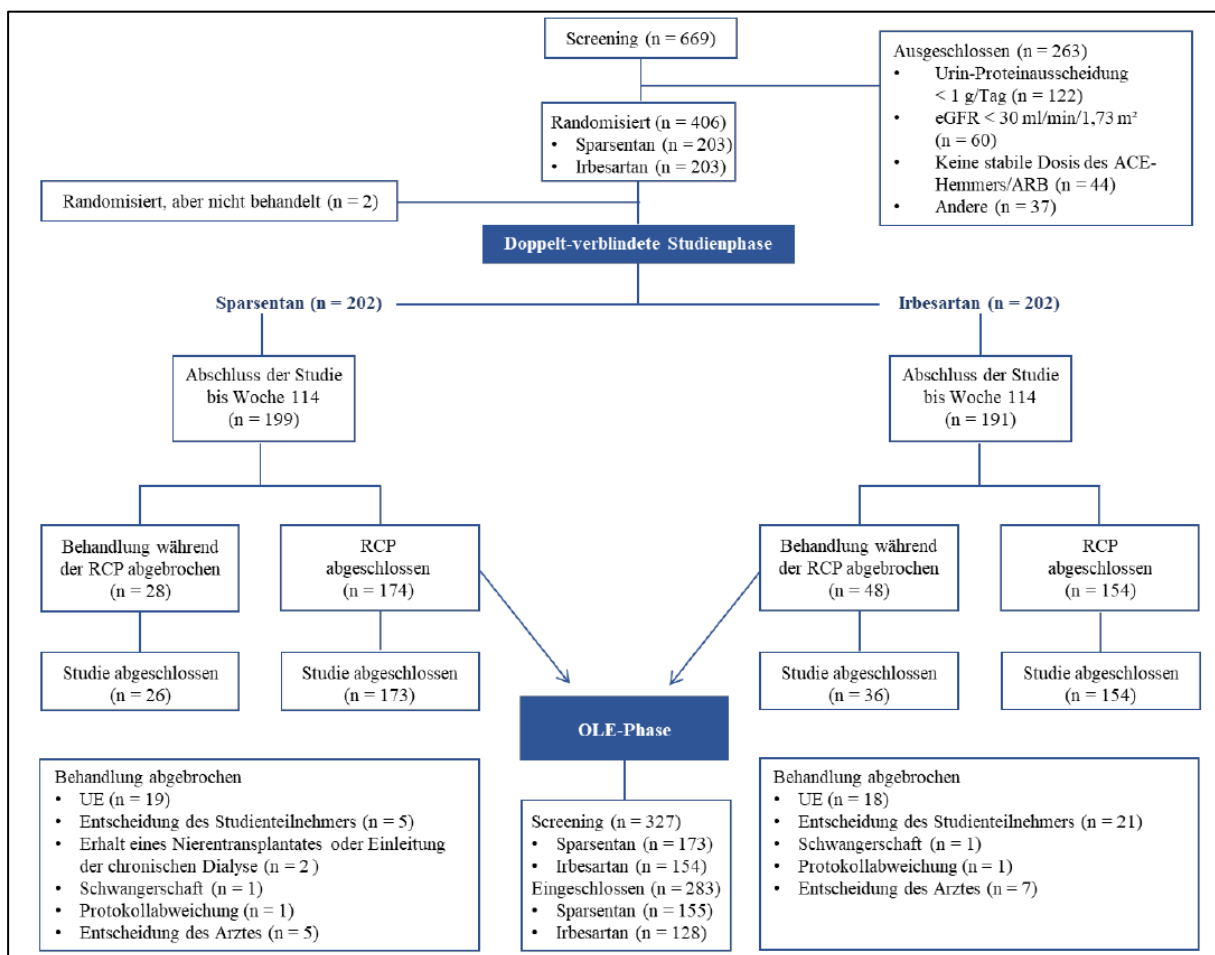 Screening (n = 669)
Ausgeschlossen (n = 263)
• Urin-Proteinausscheidung
< 1 g/Tag (n = 122)
• eGFR < 30 ml/min/1,73 m²
(n = 60)
• Keine stabile Dosis des ACE-
Hemmers/ARB (n = 44)
• Andere (n = 37)
Randomisiert (n = 406)
• Sparsentan (n = 203)
• Irbesartan (n = 203)
Randomisiert, aber nicht behandelt (n = 2)
Doppelt-verblindete Studienphase
Sparsentan (n = 202)
Irbesartan (n = 202)
Abschluss der Studie
bis Woche 114
(n = 199)
Abschluss der Studie
bis Woche 114
(n = 191)
Behandlung während
der RCP abgebrochen
(n = 28)
RCP
abgeschlossen
(n = 174)
Behandlung während
der RCP abgebrochen
(n = 48)
RCP
abgeschlossen
(n = 154)
Studie abgeschlossen
(n = 26)
Studie abgeschlossen
(n = 173)
Studie abgeschlossen
(n = 36)
Studie abgeschlossen
(n = 154)
OLE-Phase
Behandlung abgebrochen
• UE (n = 19)
• Entscheidung des Studienteilnehmers (n = 5)
• Erhalt eines Nierentransplantates oder Einleitung
der chronischen Dialyse (n = 2 )
• Schwangerschaft (n = 1)
• Protokollabweichung (n = 1)
• Entscheidung des Arztes (n = 5)
Screening (n = 327)
• Sparsentan (n = 173)
• Irbesartan (n = 154)
Eingeschlossen (n = 283)
• Sparsentan (n = 155)
• Irbesartan (n = 128)
Behandlung abgebrochen
• UE (n = 18)
• Entscheidung des Studienteilnehmers (n = 21)
• Schwangerschaft (n = 1)
• Protokollabweichung (n = 1)
• Entscheidung des Arztes (n = 7)